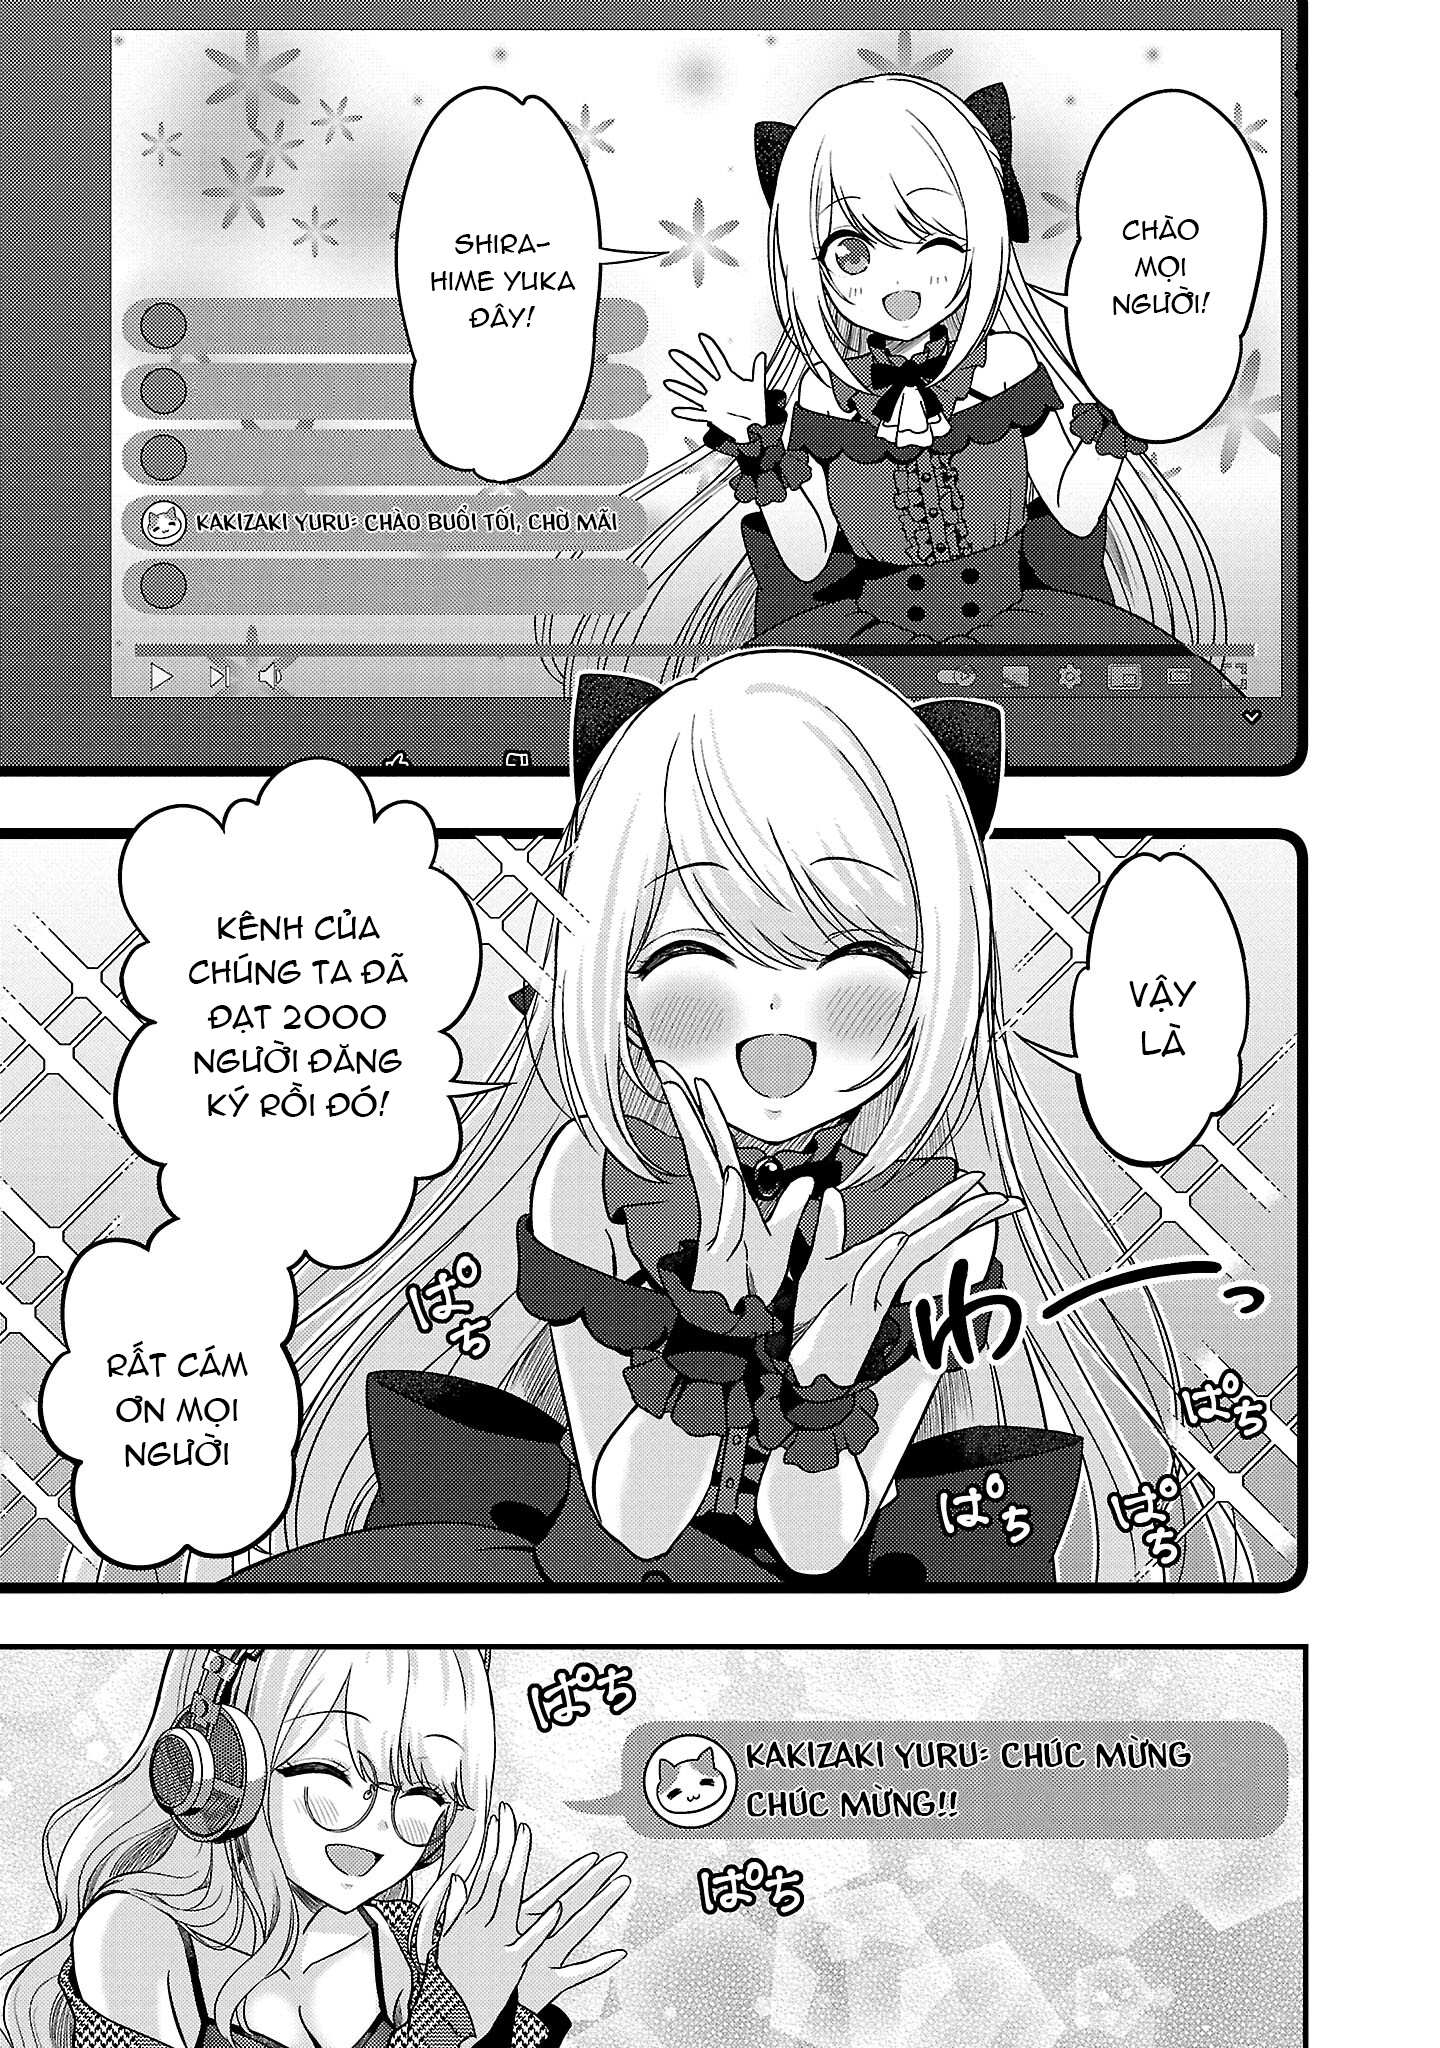 CHÀO
MỌI
NGƯỜI!
SHIRA-
HIME YUKA
ĐÂY!
KAKIZAKI YURU: CHÀO BUỔI TỐI, CHỜ MÃI
VẬY
LÀ
KÊNH CỦA
CHÚNG TA ĐÃ
ĐẠT 2000
NGƯỜI ĐĂNG
KÝ RỒI ĐÓ!
RẤT CÁM
ƠN MỌI
NGƯỜI
わーっ
ぱち
ぱち
ぱち
ぱち
ぱち
KAKIZAKI YURU: CHÚC MỪNG
CHÚC MỪNG!!
ぱち